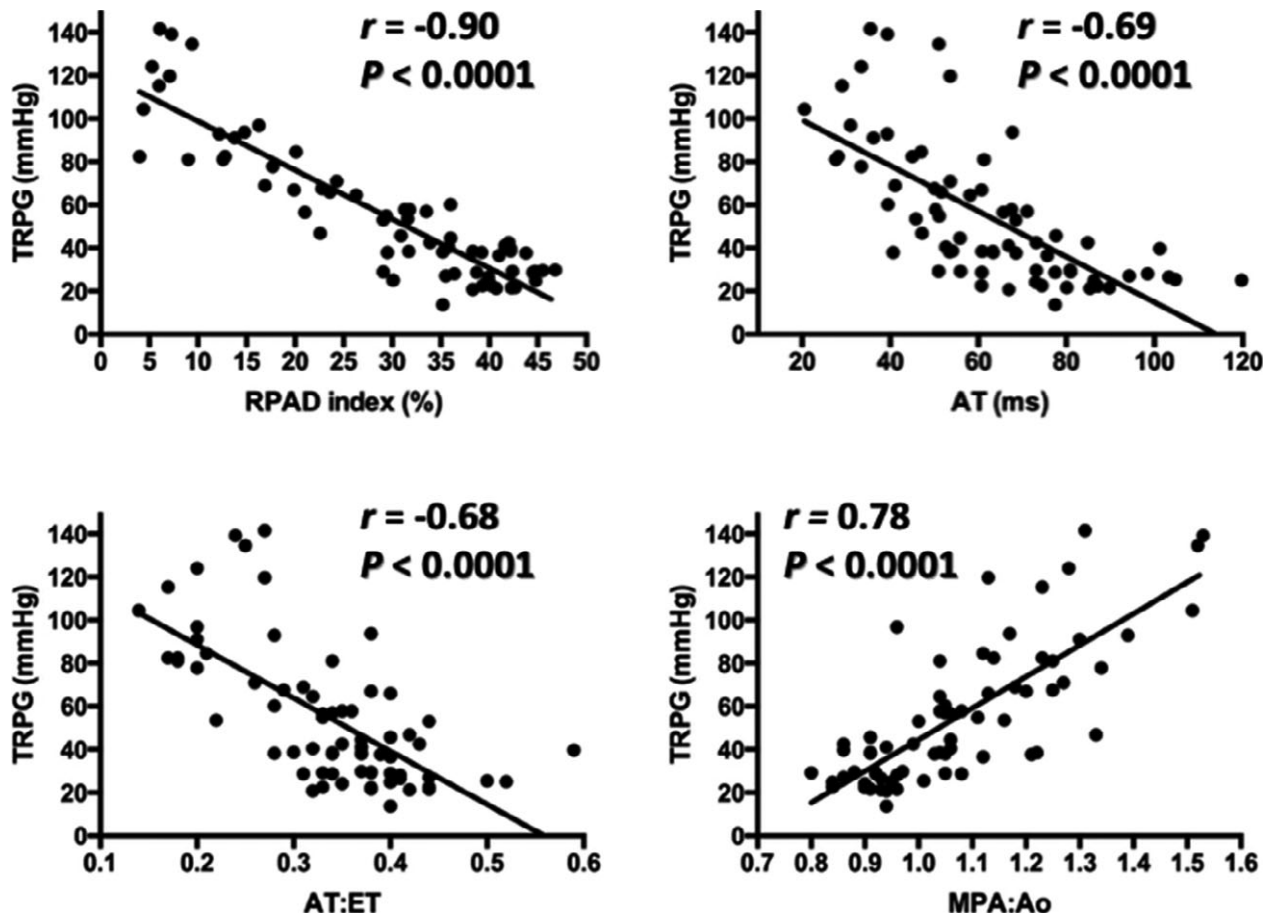 r = -0.90
P < 0.0001
TRPG (mmHg)
140
120
100
80
60
40
20
0
0 5 10 15 20 25 30 35 40 45 50
RPAD index (%)
r = -0.69
P < 0.0001
TRPG (mmHg)
140
120
100
80
60
40
20
0
20 40 60 80 100 120
AT (ms)
r = -0.68
P < 0.0001
TRPG (mmHg)
140
120
100
80
60
40
20
0
0.1 0.2 0.3 0.4 0.5 0.6
AT:ET
r = 0.78
P < 0.0001
TRPG (mmHg)
140
120
100
80
60
40
20
0
0.7 0.8 0.9 1.0 1.1 1.2 1.3 1.4 1.5 1.6
MPA:Ao